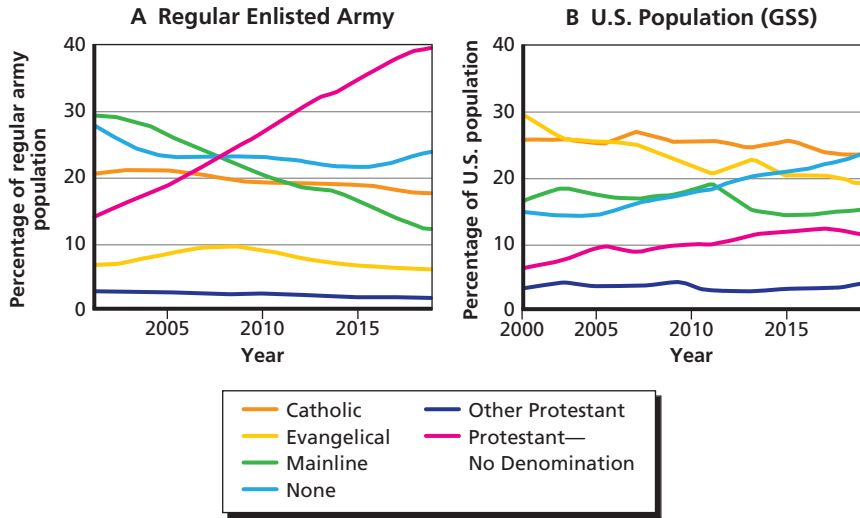 A Regular Enlisted Army
B U.S. Population (GSS)
Percentage of regular army
population
40
30
20
10
0
2005
2010
2015
Year
Percentage of U.S. population
40
30
20
10
0
2000
2005
2010
2015
Year
Catholic
Evangelical
Mainline
None
Other Protestant
Protestant—
No Denomination